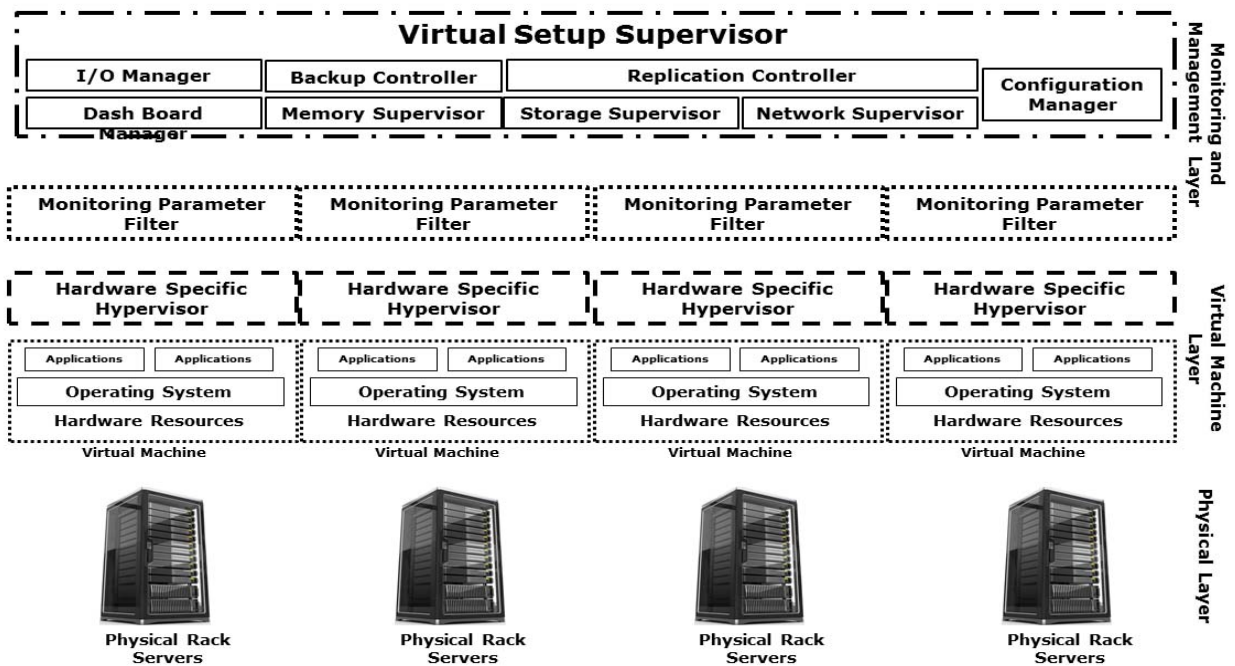 Virtual Setup Supervisor
I/O Manager
Backup Controller
Replication Controller
Configuration
Manager
Dash Board
Manager
Memory Supervisor
Storage Supervisor
Network Supervisor
Monitoring and
Management Layer
Monitoring Parameter
Filter
Monitoring Parameter
Filter
Monitoring Parameter
Filter
Monitoring Parameter
Filter
Hardware Specific
Hypervisor
Hardware Specific
Hypervisor
Hardware Specific
Hypervisor
Hardware Specific
Hypervisor
Virtual Machine
Layer
Applications
Applications
Operating System
Hardware Resources
Virtual Machine
Applications
Applications
Operating System
Hardware Resources
Virtual Machine
Applications
Applications
Operating System
Hardware Resources
Virtual Machine
Applications
Applications
Operating System
Hardware Resources
Virtual Machine
Physical Layer
Physical Rack
Servers
Physical Rack
Servers
Physical Rack
Servers
Physical Rack
Servers